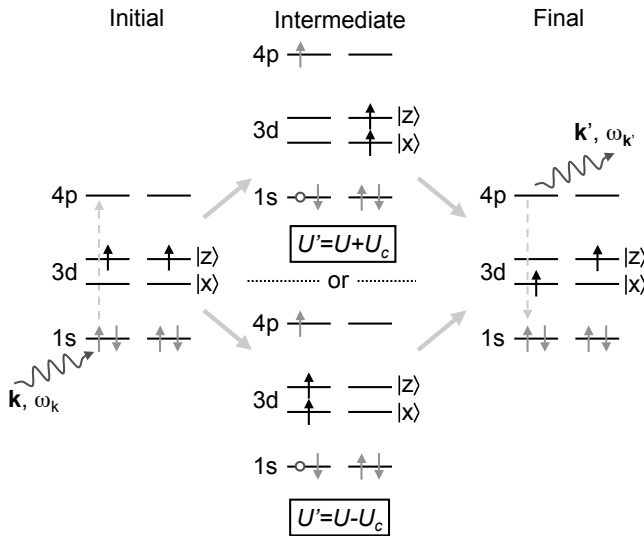 Initial
Intermediate
Final
4p
3d
|z⟩
|x⟩
1s
U'=U+U_c
or
4p
3d
|z⟩
|x⟩
1s
k, ω_k
4p
3d
|z⟩
|x⟩
1s
U'=U-U_c
k', ω_k'
4p
3d
|z⟩
|x⟩
1s